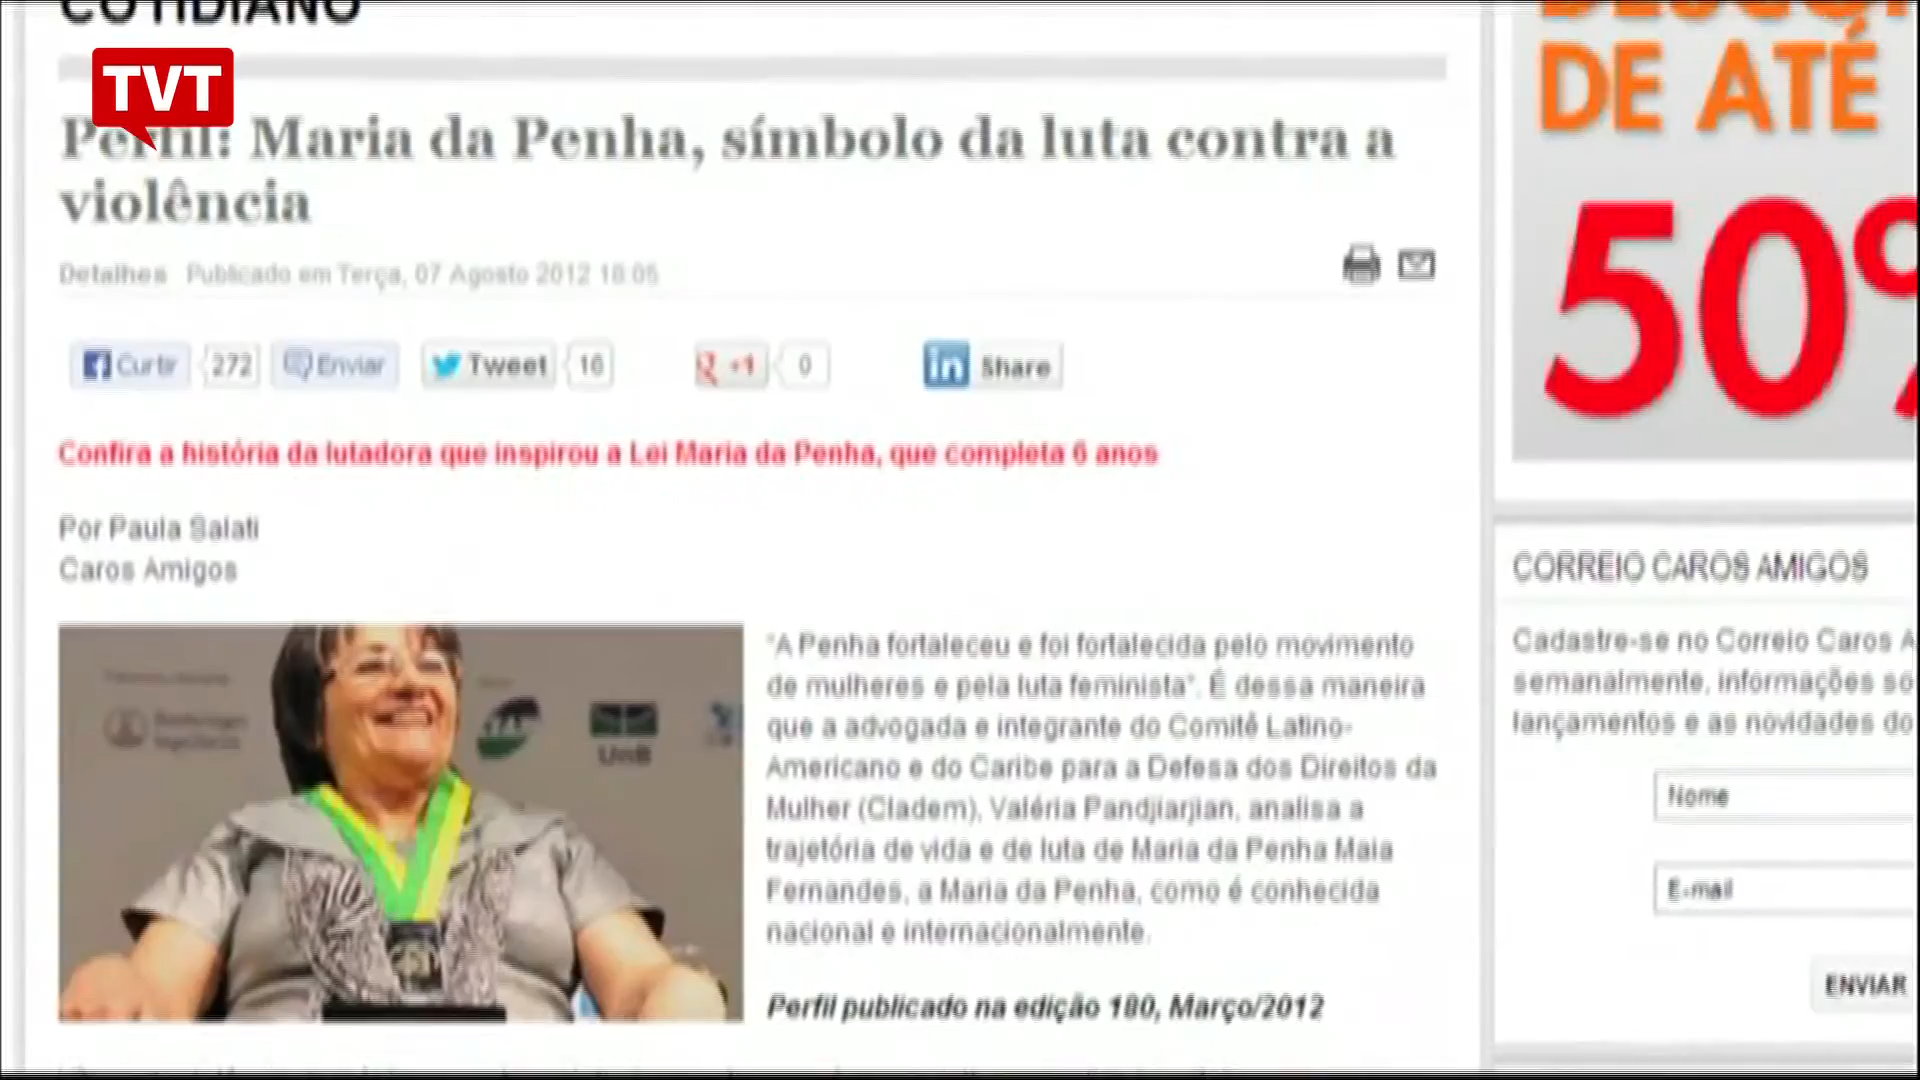 COTIDIANO
TVT
Perfil: Maria da Penha, símbolo da luta contra a
violência
Detalhes Publicado em Terça, 07 Agosto 2012 18:05
Curtir 272 Enviar Tweet 16 +1 0 in Share
Confira a história da lutadora que inspirou a Lei Maria da Penha, que completa 6 anos
Por Paula Salati
Caros Amigos
UnB
"A Penha fortaleceu e foi fortalecida pelo movimento
de mulheres e pela luta feminista". É dessa maneira
que a advogada e integrante do Comitê Latino-
Americano e do Caribe para a Defesa dos Direitos da
Mulher (Cladem), Valéria Pandjiarjian, analisa a
trajetória de vida e de luta de Maria da Penha Maia
Fernandes, a Maria da Penha, como é conhecida
nacional e internacionalmente.
Perfil publicado na edição 180, Março/2012
DE ATÉ
50%
CORREIO CAROS AMIGOS
Cadastre-se no Correio Caros A
semanalmente, informações so
lançamentos e as novidades do
Nome
E-mail
ENVIAR